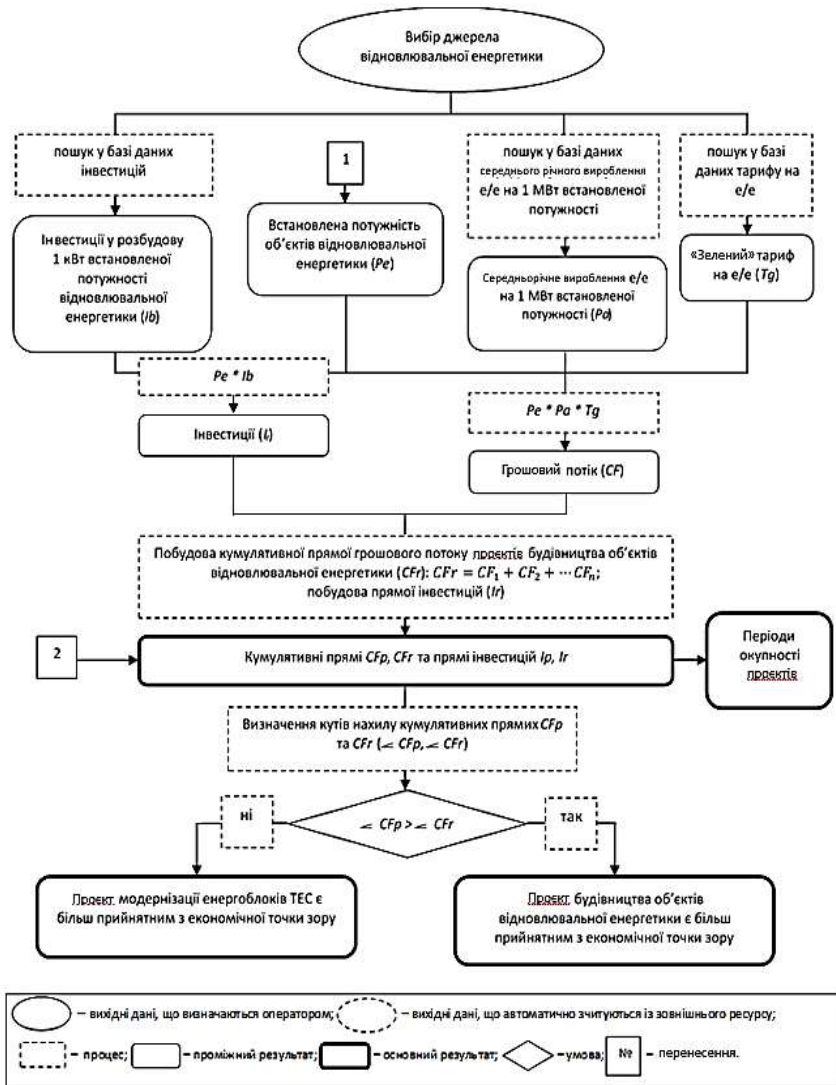 Вибір джерела
відновлювальної енергетики
пошук у базі даних
інвестицій
1
пошук у базі даних
середнього річного вироблення
е/е на 1 МВт встановленої
потужності
пошук у базі
даних тарифу на
е/е
Інвестиції у розбудову
1 кВт встановленої
потужності
відновлювальної
енергетики (Ib)
Встановлена потужність
об’єктів відновлювальної
енергетики (Pe)
Середньорічне вироблення е/е
на 1 МВт встановленої
потужності (Pa)
«Зелений» тариф
на е/е (Tg)
Pe * Ib
Pe * Pa * Tg
Інвестиції (I)
Грошовий потік (CF)
Побудова кумулятивної прямої грошового потоку проєктів будівництва об’єктів
відновлювальної енергетики (CFr): CFr = CF₁ + CF₂ + ⋯ CFₙ;
побудова прямої інвестицій (Ir)
2
Кумулятивні прямі CFp, CFr та прямі інвестицій Ip, Ir
Періоди
окупності
проєктів
Визначення кутів нахилу кумулятивних прямих CFp
та CFr (∠ CFp, ∠ CFr)
ні
∠ CFp > ∠ CFr
так
Проєкт модернізації енергоблоків ТЕС є
більш прийнятним з економічної точки зору
Проєкт будівництва об’єктів
відновлювальної енергетики є більш
прийнятним з економічної точки зору
– вихідні дані, що визначаються оператором; – вихідні дані, що автоматично зчитуються із зовнішнього ресурсу;
– процес; – проміжний результат; – основний результат; – умова; № – перенесення.